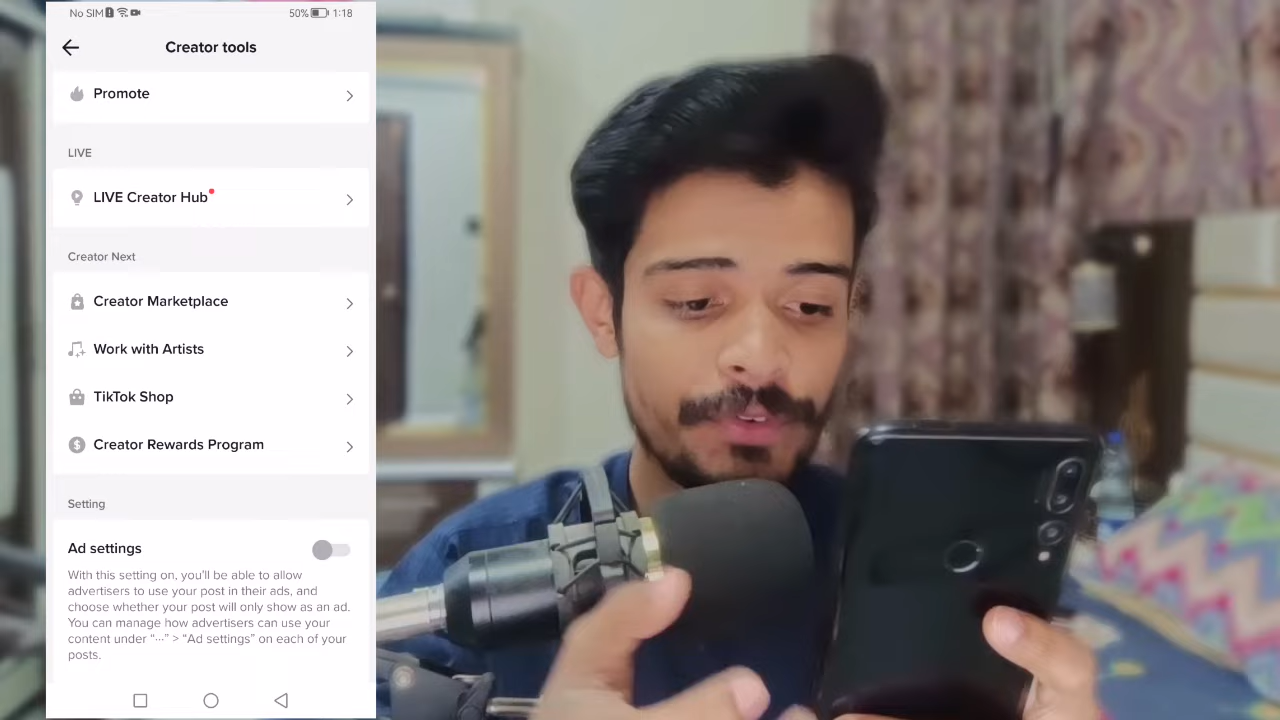 No SIM 50% 1:18
Creator tools
Promote
LIVE
LIVE Creator Hub
Creator Next
Creator Marketplace
Work with Artists
TikTok Shop
Creator Rewards Program
Setting
Ad settings
With this setting on, you'll be able to allow
advertisers to use your post in their ads, and
choose whether your post will only show as an ad.
You can manage how advertisers can use your
content under “···” > “Ad settings” on each of your
posts.